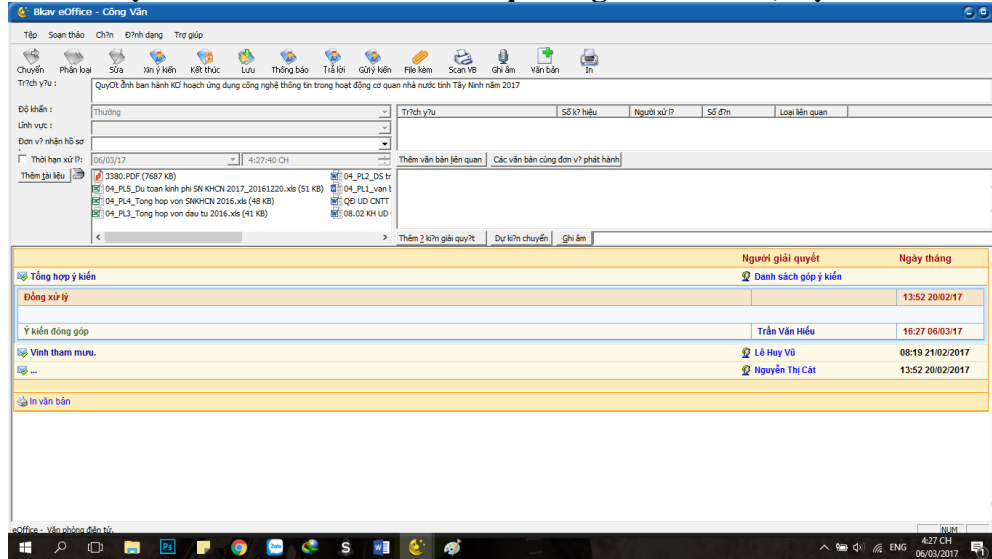 Bkav eOffice - Công Văn
Tệp Soạn thảo Ch?n Đ?nh dạng Trợ giúp
Chuyển Phân loại Sửa Xin ý kiến Kết thúc Lưu Thông báo Trả lời Gửi ý kiến File kèm Scan VB Ghi âm Văn bản In
Tr?ch y?u : QuyƠt ®nh ban hành KƠ hoạch ứng dụng công nghệ thông tin trong hoạt động cơ quan nhà nước tỉnh Tây Ninh năm 2017
Độ khẩn : Thường Tr?ch y?u Số k? hiệu Người xử l? Số đ?n Loại liên quan
Lĩnh vực :
Đơn v? nhận hồ sơ
Thời hạn xử l?: 06/03/17 4:27:40 CH Thêm văn bản liên quan Các văn bản cùng đơn v? phát hành
Thêm tài liệu 3380.PDF (7687 KB) 04_PL2_DS tr
04_PL5_Du toan kinh phi SN KHCN 2017_20161220.xls (51 KB) 04_PL1_van b
04_PL4_Tong hop von SNKHCN 2016.xls (48 KB) QĐ UD CNTT
04_PL3_Tong hop von dau tu 2016.xls (41 KB) 08.02 KH UD
Thêm ? ki?n giải quy?t Dự ki?n chuyển Ghi âm
Người giải quyết Ngày tháng
Tổng hợp ý kiến Danh sách góp ý kiến
Đồng xử lý 13:52 20/02/17
Ý kiến đóng góp Trần Văn Hiếu 16:27 06/03/17
Vinh tham mưu. Lê Huy Vũ 08:19 21/02/2017
... Nguyễn Thị Cát 13:52 20/02/2017
In văn bản
eOffice - Văn phòng điện tử. NUM
ENG 4:27 CH
06/03/2017